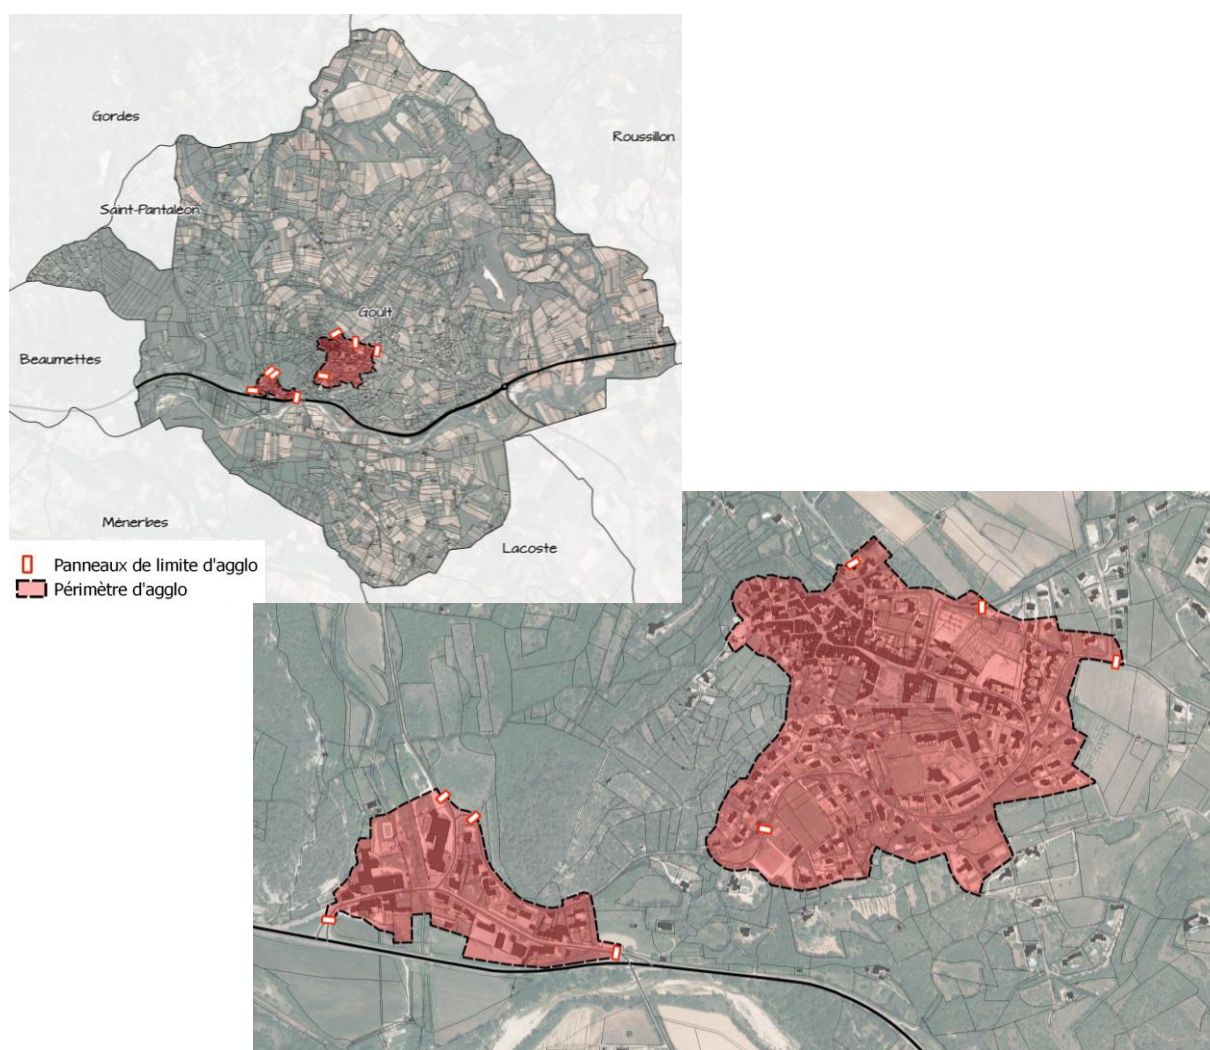 Gordes
Roussillon
Saint-Pantaléon
Goult
Beaumettes
Ménerbes
Lacoste
Panneaux de limite d'agglo
Périmètre d'agglo